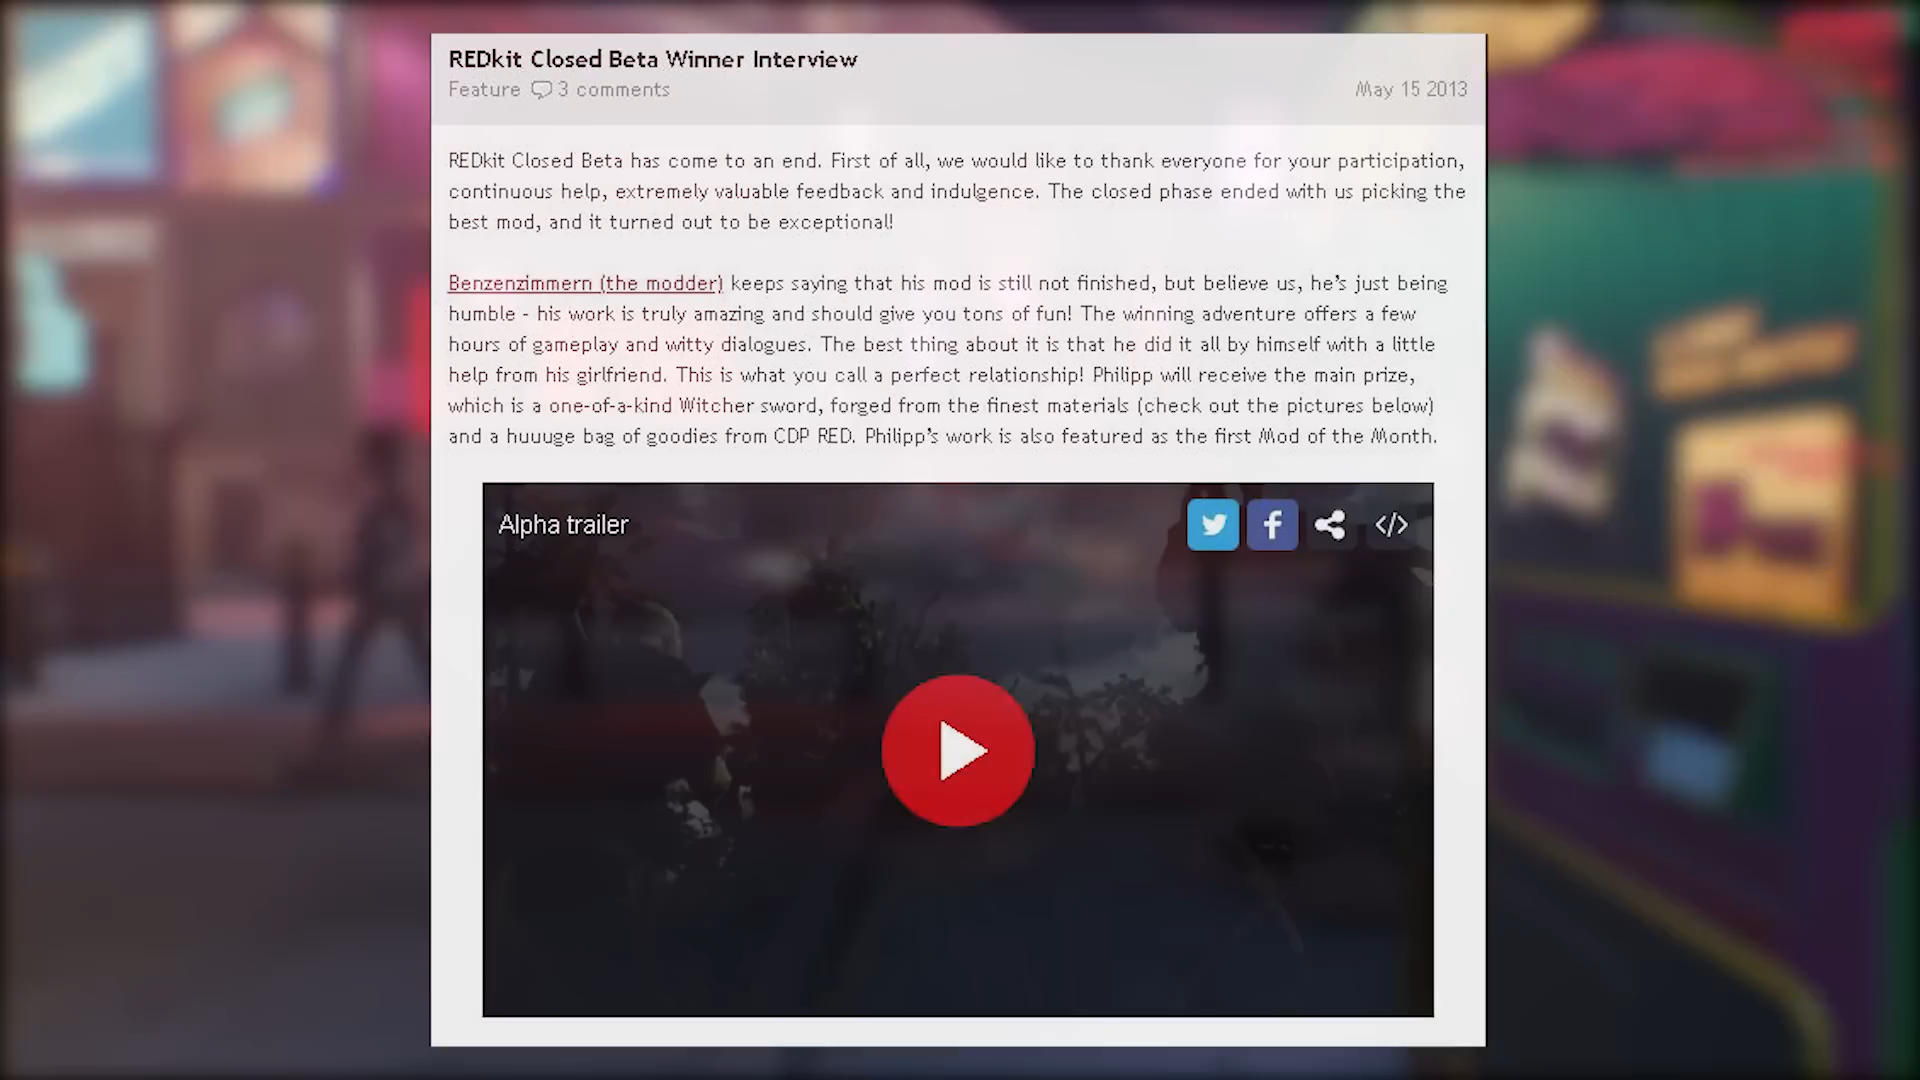 REDkit Closed Beta Winner Interview
Feature 3 comments May 15 2013
REDkit Closed Beta has come to an end. First of all, we would like to thank everyone for your participation,
continuous help, extremely valuable feedback and indulgence. The closed phase ended with us picking the
best mod, and it turned out to be exceptional!
Benzenzimmern (the modder) keeps saying that his mod is still not finished, but believe us, he's just being
humble - his work is truly amazing and should give you tons of fun! The winning adventure offers a few
hours of gameplay and witty dialogues. The best thing about it is that he did it all by himself with a little
help from his girlfriend. This is what you call a perfect relationship! Philipp will receive the main prize,
which is a one-of-a-kind Witcher sword, forged from the finest materials (check out the pictures below)
and a huuuge bag of goodies from CDP RED. Philipp's work is also featured as the first Mod of the Month.
Alpha trailer